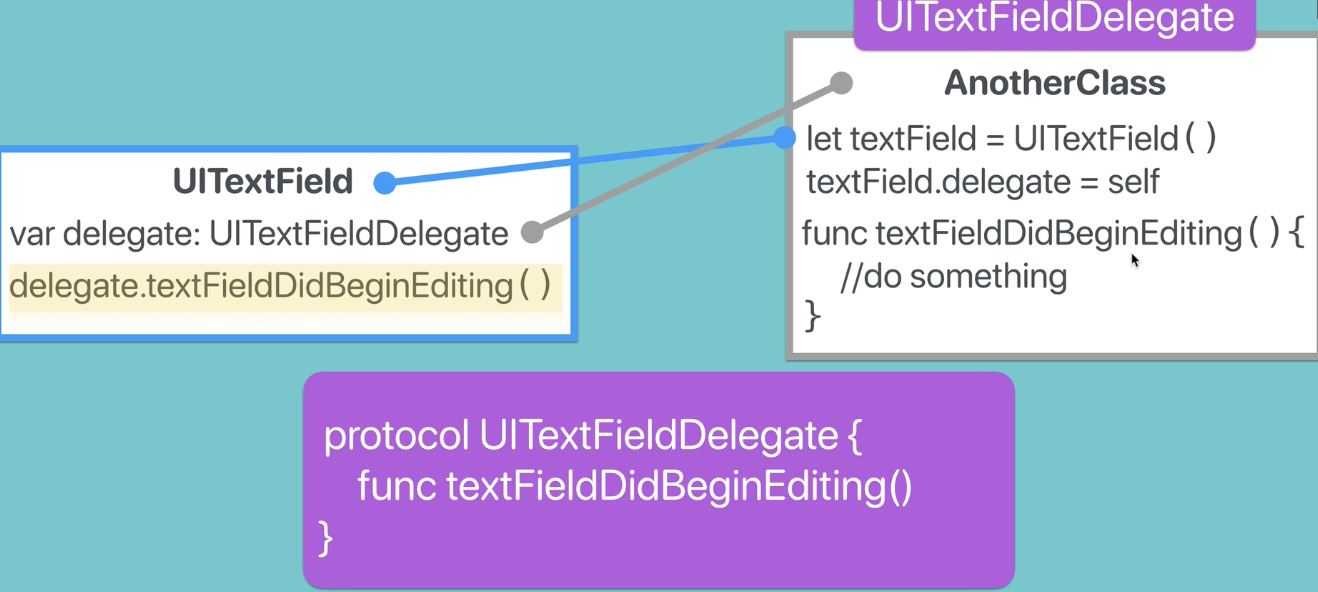 UITextFieldDelegate
AnotherClass
let textField = UITextField()
textField.delegate = self
func textFieldDidBeginEditing(){
//do something
}
UITextField
var delegate: UITextFieldDelegate
delegate.textFieldDidBeginEditing()
protocol UITextFieldDelegate {
func textFieldDidBeginEditing()
}